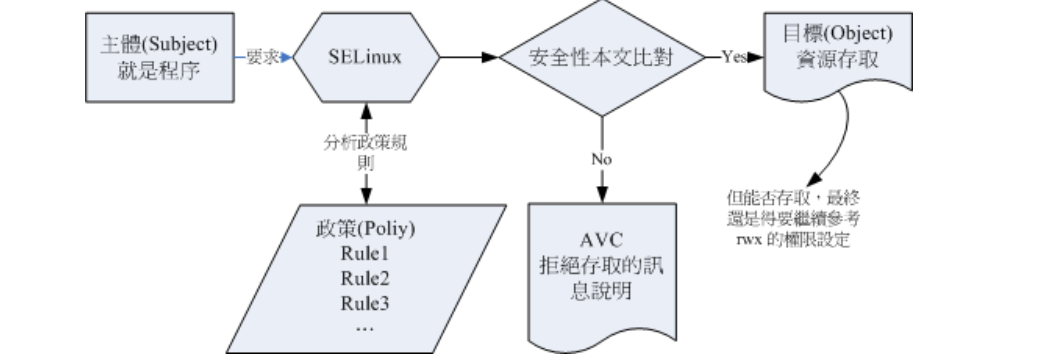 主體(Subject)
就是程序
要求
SELinux
安全性本文比對
Yes
目標(Object)
資源存取
分析政策規
則
No
但能否存取，最終
還是得要繼續參考
rwx 的權限設定
政策(Poliy)
Rule1
Rule2
Rule3
…
AVC
拒絕存取的訊
息說明